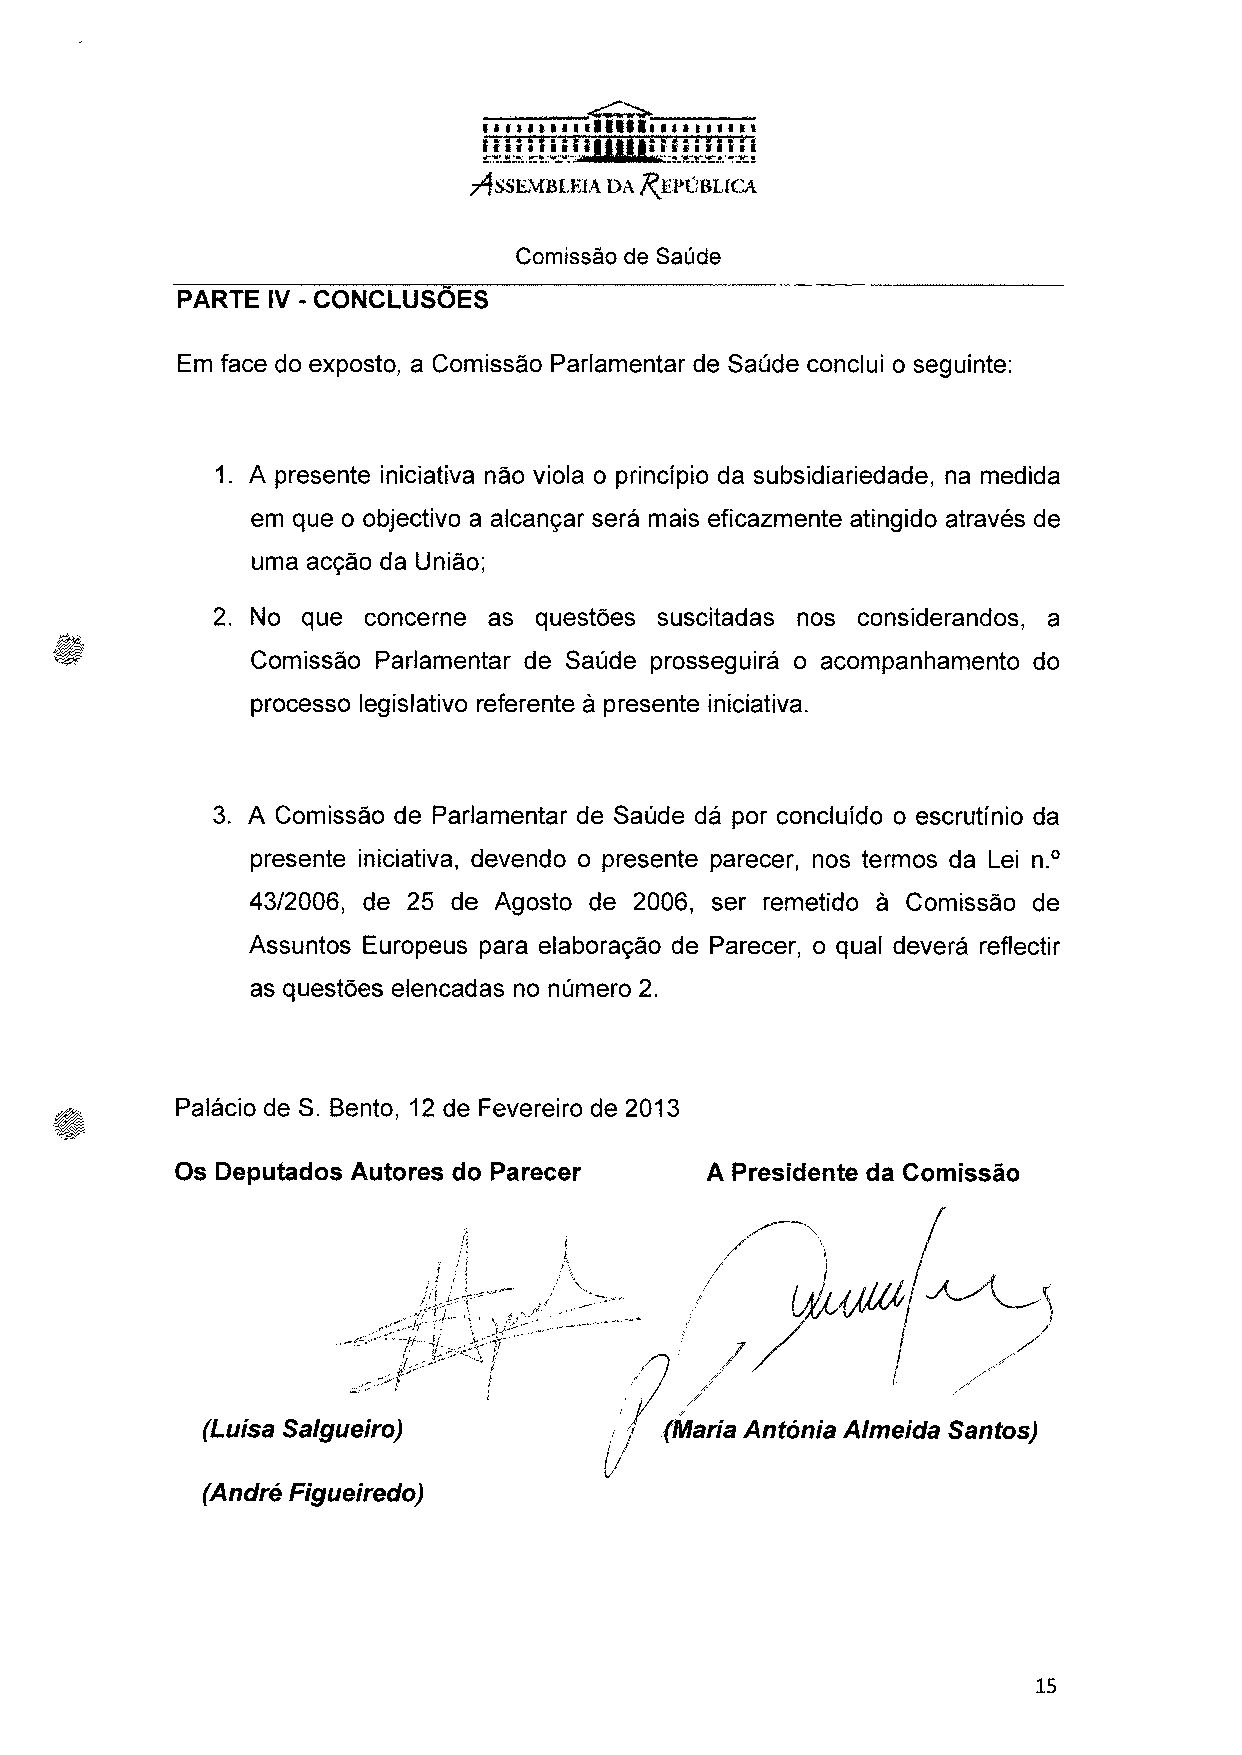 ASSEMBLEIA DA REPÚBLICA
Comissão de Saúde
PARTE IV - CONCLUSÕES
Em face do exposto, a Comissão Parlamentar de Saúde conclui o seguinte:
1. A presente iniciativa não viola o princípio da subsidiariedade, na medida
em que o objectivo a alcançar será mais eficazmente atingido através de
uma acção da União;
2. No que concerne as questões suscitadas nos considerandos, a
Comissão Parlamentar de Saúde prosseguirá o acompanhamento do
processo legislativo referente à presente iniciativa.
3. A Comissão de Parlamentar de Saúde dá por concluído o escrutínio da
presente iniciativa, devendo o presente parecer, nos termos da Lei n.º
43/2006, de 25 de Agosto de 2006, ser remetido à Comissão de
Assuntos Europeus para elaboração de Parecer, o qual deverá reflectir
as questões elencadas no número 2.
Palácio de S. Bento, 12 de Fevereiro de 2013
Os Deputados Autores do Parecer A Presidente da Comissão
(Luísa Salgueiro) (Maria Antónia Almeida Santos)
(André Figueiredo)
15